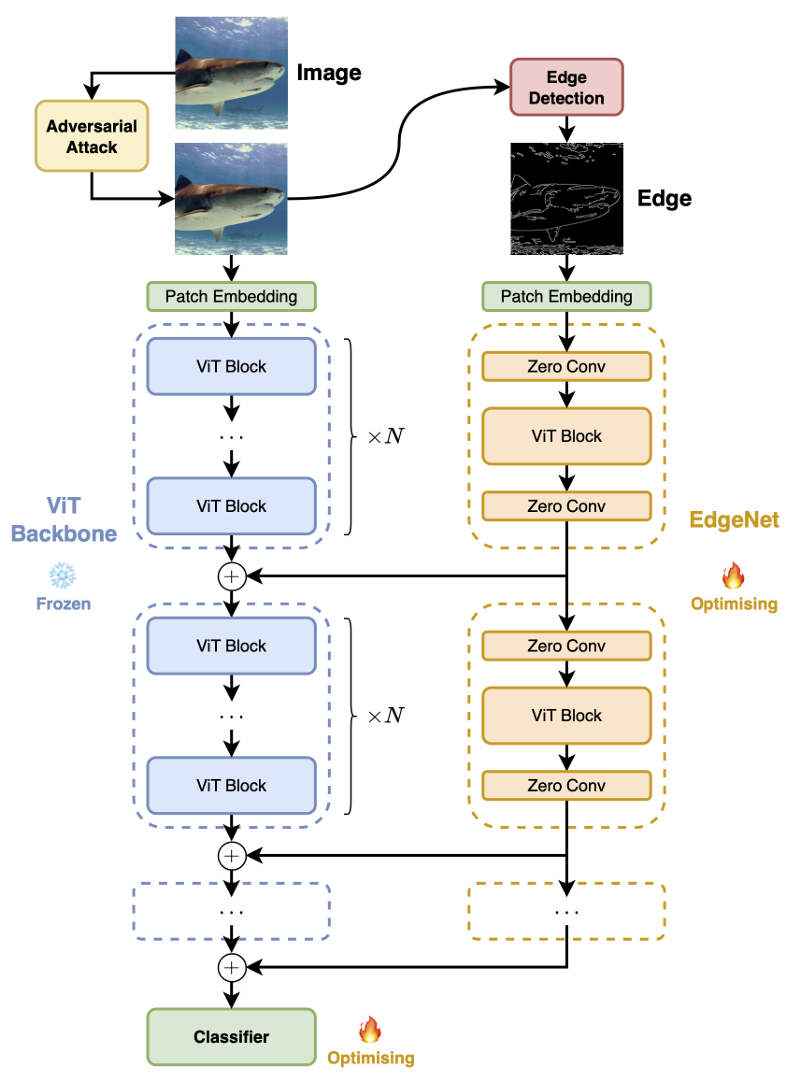 Image
Adversarial
Attack
Edge
Detection
Edge
Patch Embedding
Patch Embedding
ViT Block
...
ViT Block
×N
Zero Conv
ViT Block
Zero Conv
ViT
Backbone
Frozen
EdgeNet
Optimising
+
ViT Block
...
ViT Block
×N
Zero Conv
ViT Block
Zero Conv
+
...
...
+
Classifier
Optimising